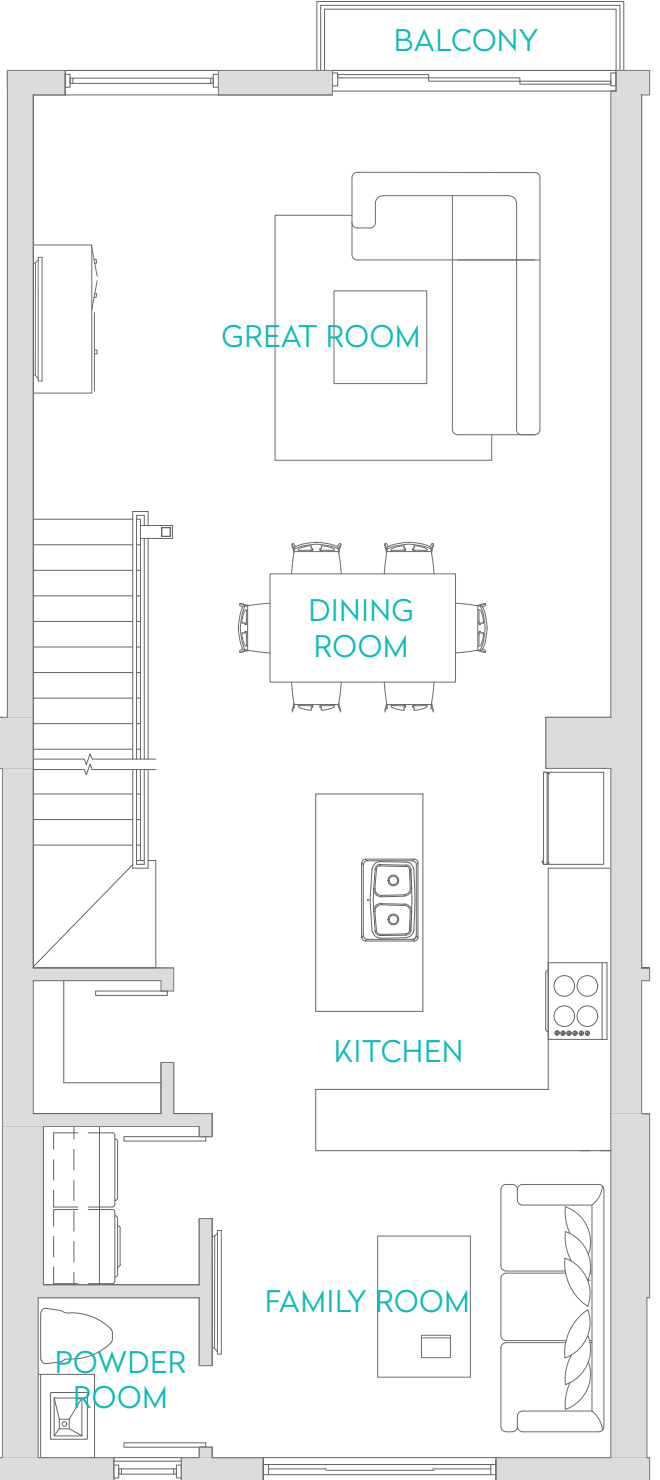 BALCONY
GREAT ROOM
DINING
ROOM
KITCHEN
FAMILY ROOM
POWDER
ROOM